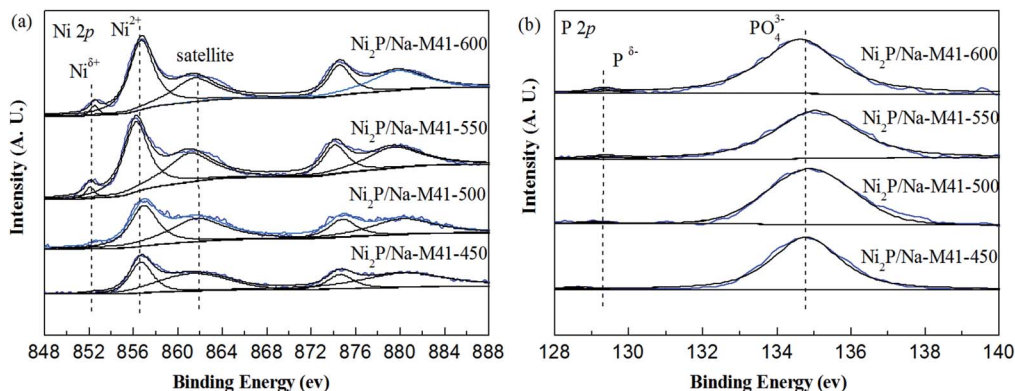 (a)
Ni 2p
Ni2+
Niδ+
satellite
Ni2P/Na-M41-600
Ni2P/Na-M41-550
Ni2P/Na-M41-500
Ni2P/Na-M41-450
Intensity (A. U.)
848 852 856 860 864 868 872 876 880 884 888
Binding Energy (ev)
(b)
P 2p
P δ-
PO43-
Ni2P/Na-M41-600
Ni2P/Na-M41-550
Ni2P/Na-M41-500
Ni2P/Na-M41-450
Intensity (A. U.)
128 130 132 134 136 138 140
Binding Energy (ev)